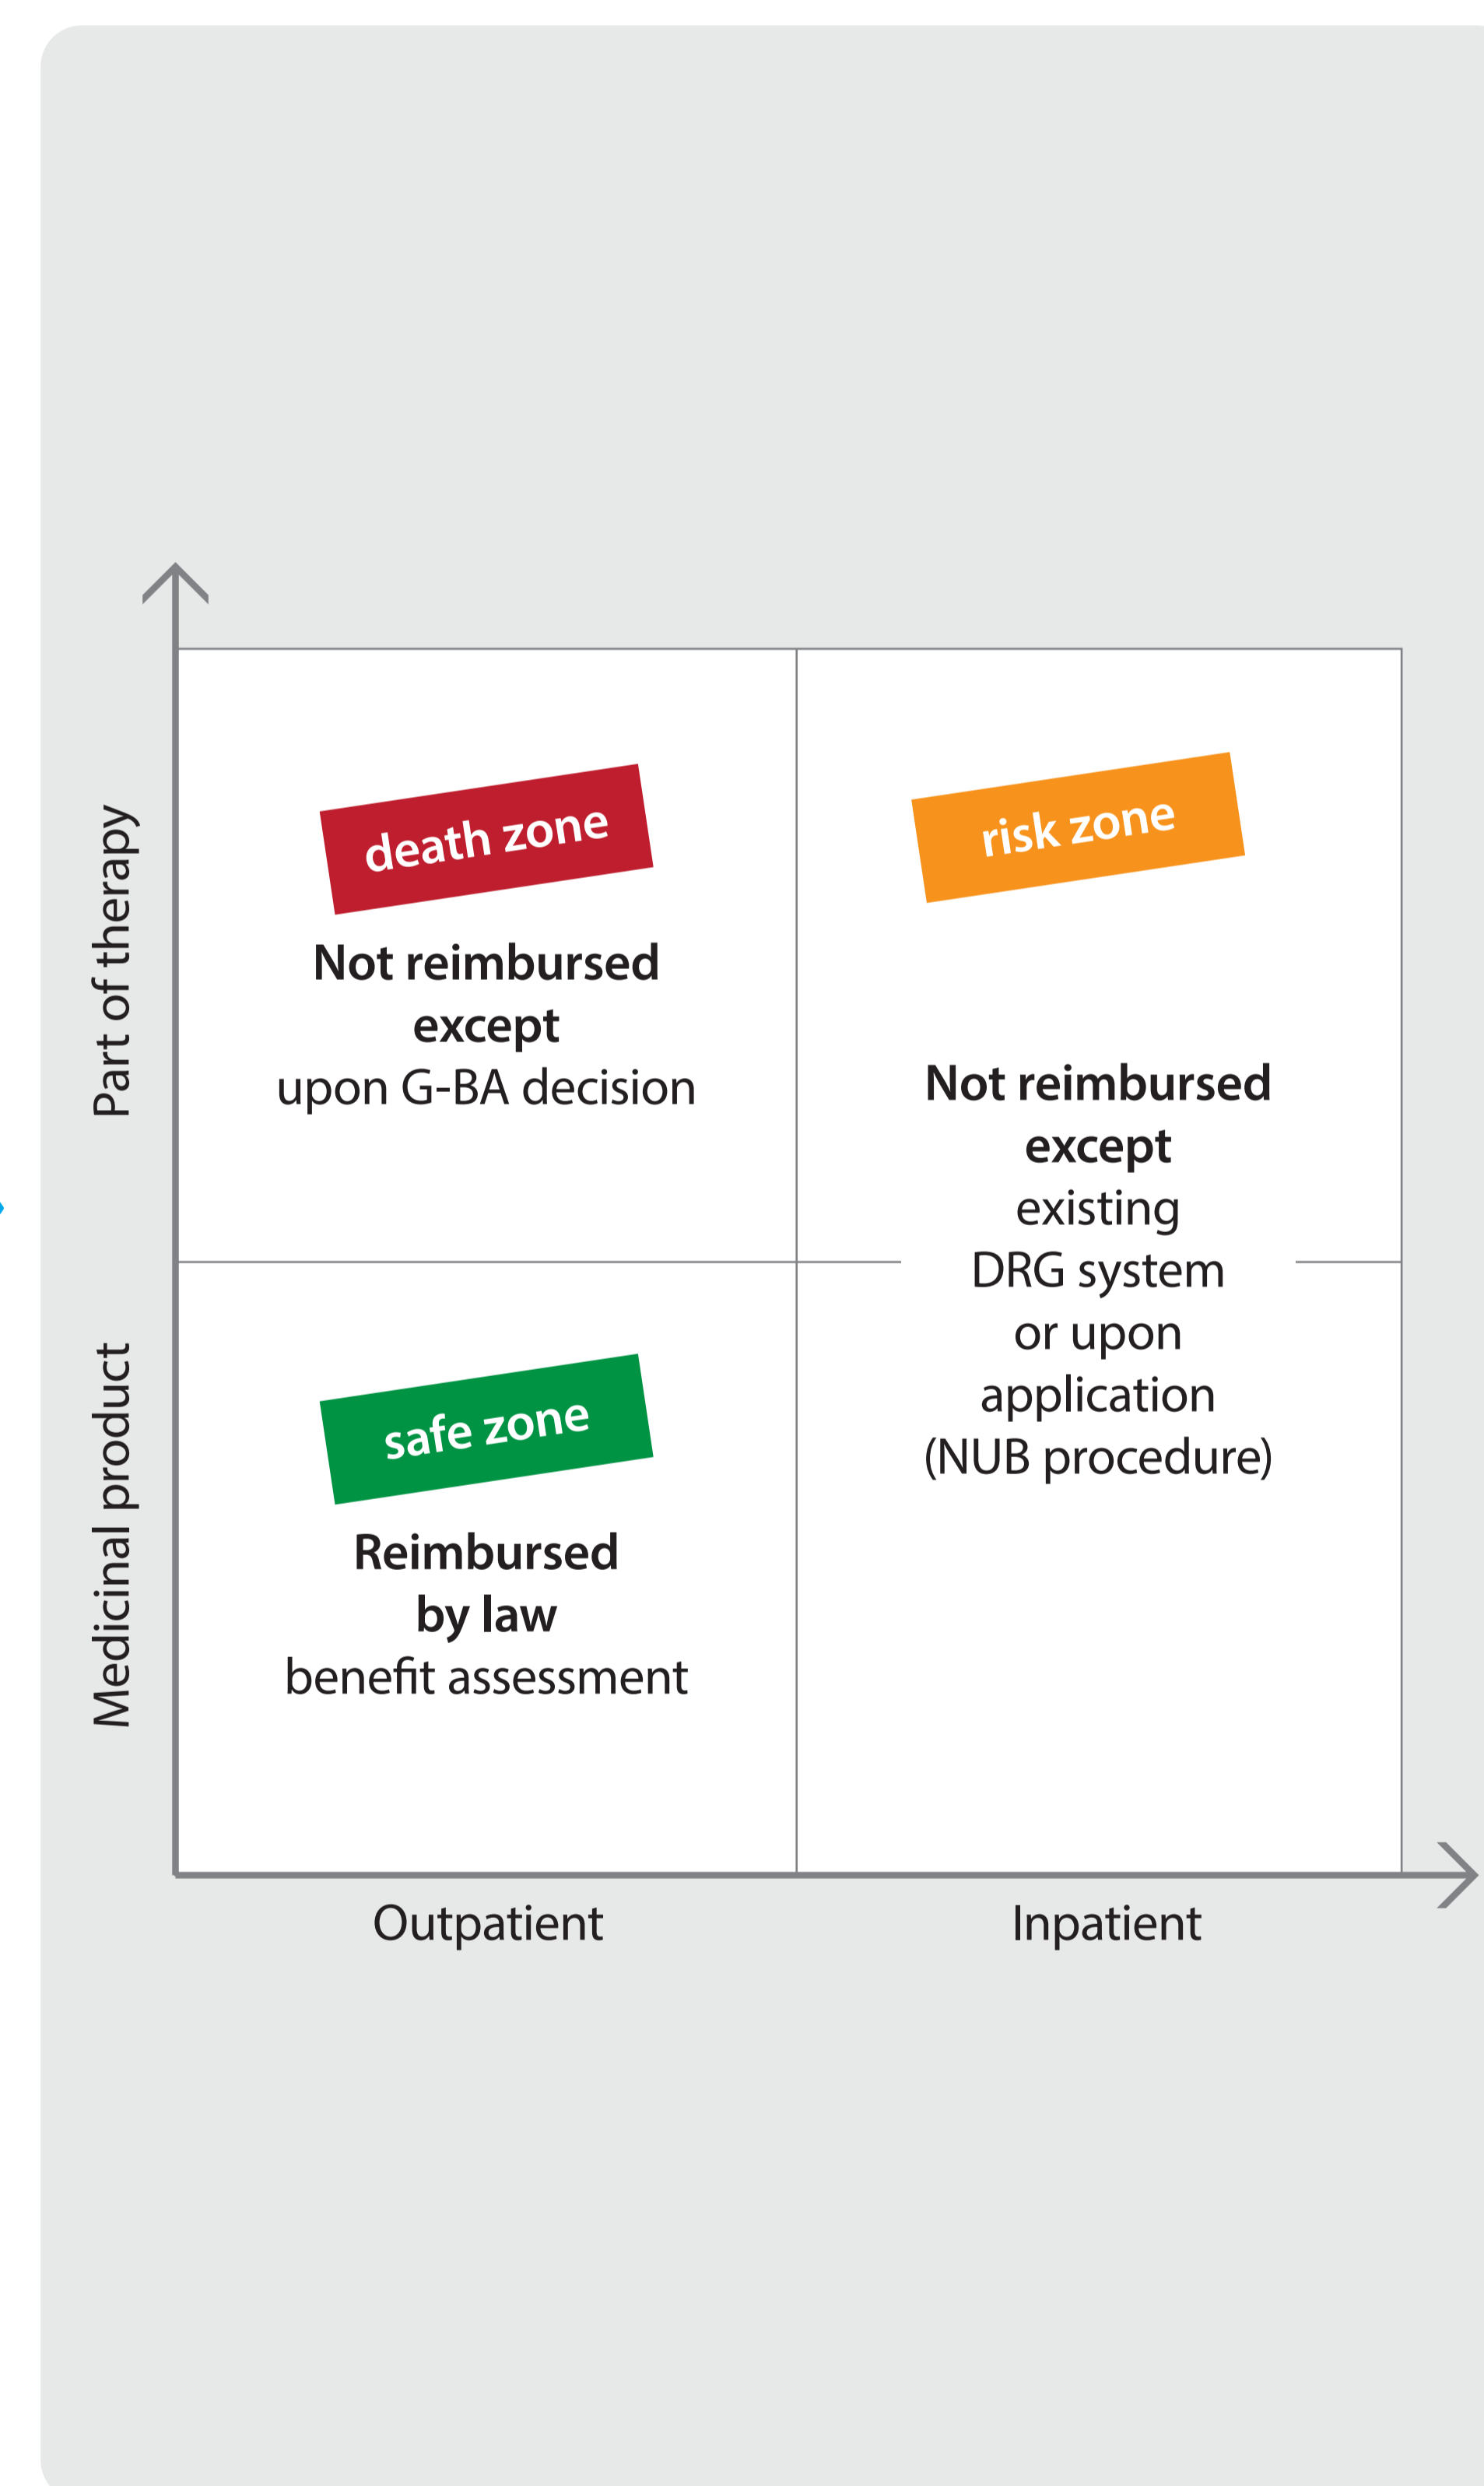 Part of therapy
Medicinal product
death zone
Not reimbursed
except
upon G-BA decision
risk zone
Not reimbursed
except
existing
DRG system
or upon
application
(NUB procedure)
safe zone
Reimbursed
by law
benefit assessment
Outpatient
Inpatient